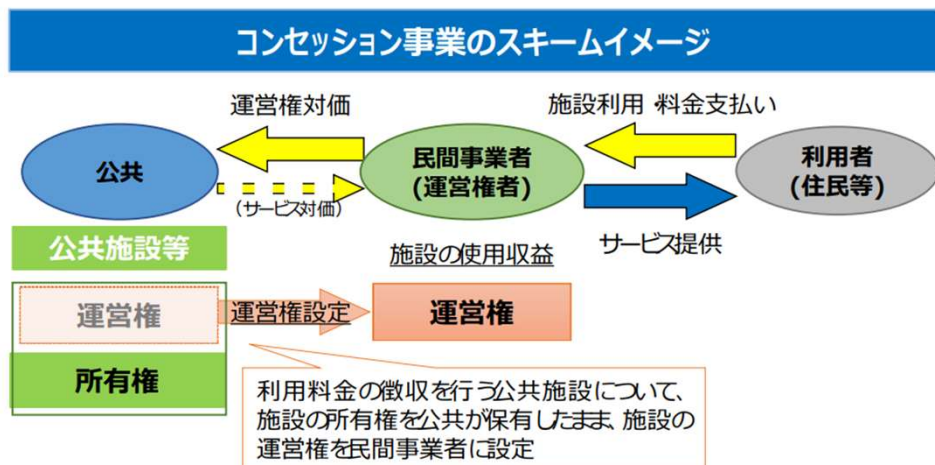 コンセッション事業のスキームイメージ
運営権対価
施設利用・料金支払い
公共
民間事業者
(運営権者)
利用者
(住民等)
(サービス対価)
サービス提供
公共施設等
施設の使用収益
運営権
運営権設定
運営権
所有権
利用料金の徴収を行う公共施設について、
施設の所有権を公共が保有したまま、施設の
運営権を民間事業者に設定